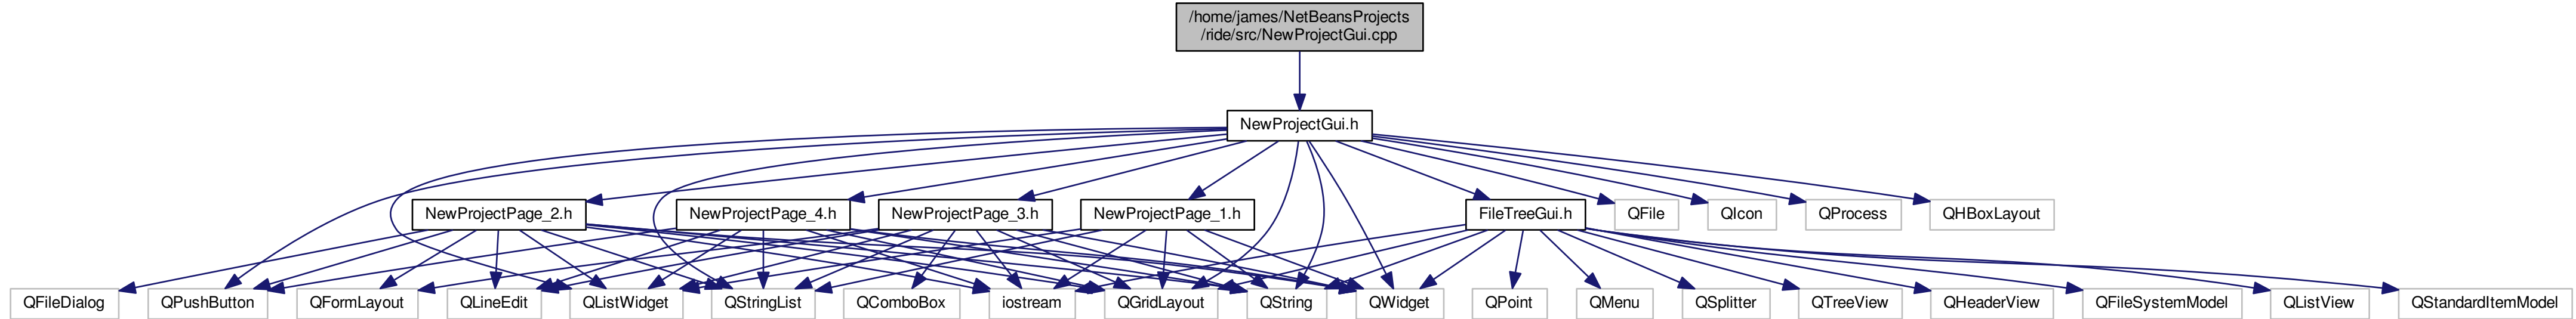 /home/james/NetBeansProjects
/ride/src/NewProjectGui.cpp
NewProjectGui.h
NewProjectPage_2.h
NewProjectPage_4.h
NewProjectPage_3.h
NewProjectPage_1.h
FileTreeGui.h
QFile
QIcon
QProcess
QHBoxLayout
QFileDialog
QPushButton
QFormLayout
QLineEdit
QListWidget
QStringList
QComboBox
iostream
QGridLayout
QString
QWidget
QPoint
QMenu
QSplitter
QTreeView
QHeaderView
QFileSystemModel
QListView
QStandardItemModel